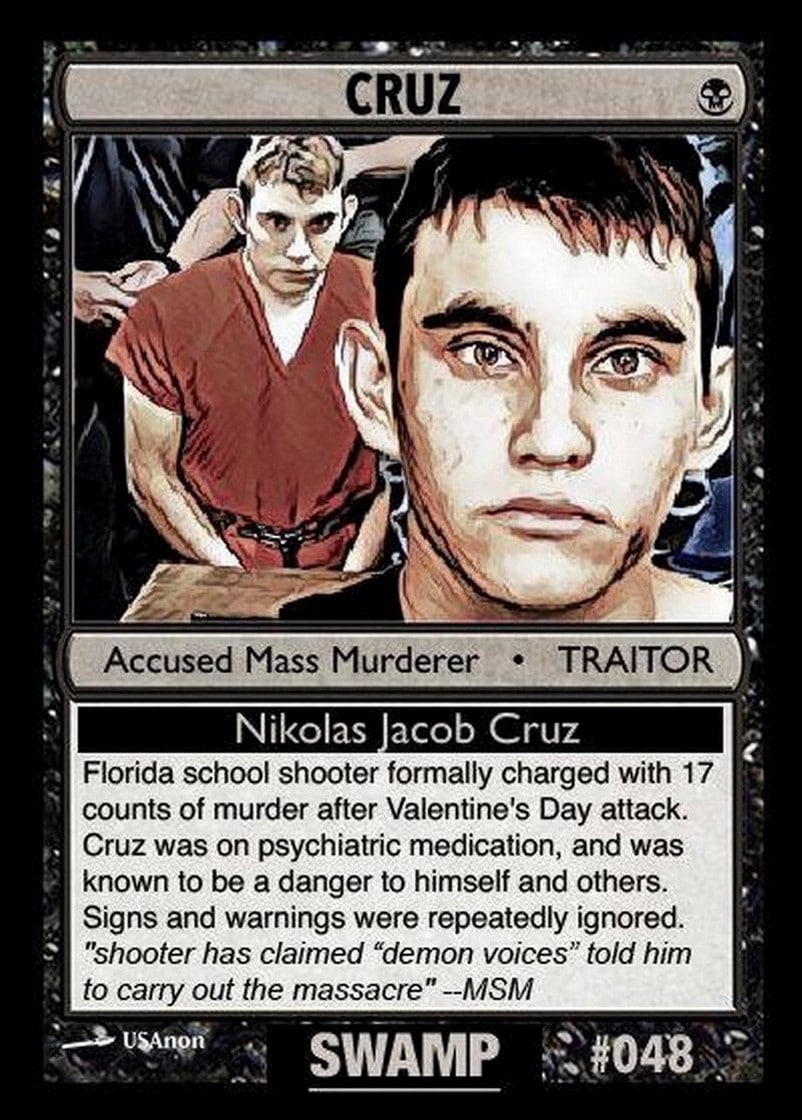 CRUZ
Accused Mass Murderer • TRAITOR
Nikolas Jacob Cruz
Florida school shooter formally charged with 17
counts of murder after Valentine's Day attack.
Cruz was on psychiatric medication, and was
known to be a danger to himself and others.
Signs and warnings were repeatedly ignored.
"shooter has claimed “demon voices” told him
to carry out the massacre" --MSM
USAnon
SWAMP
#048